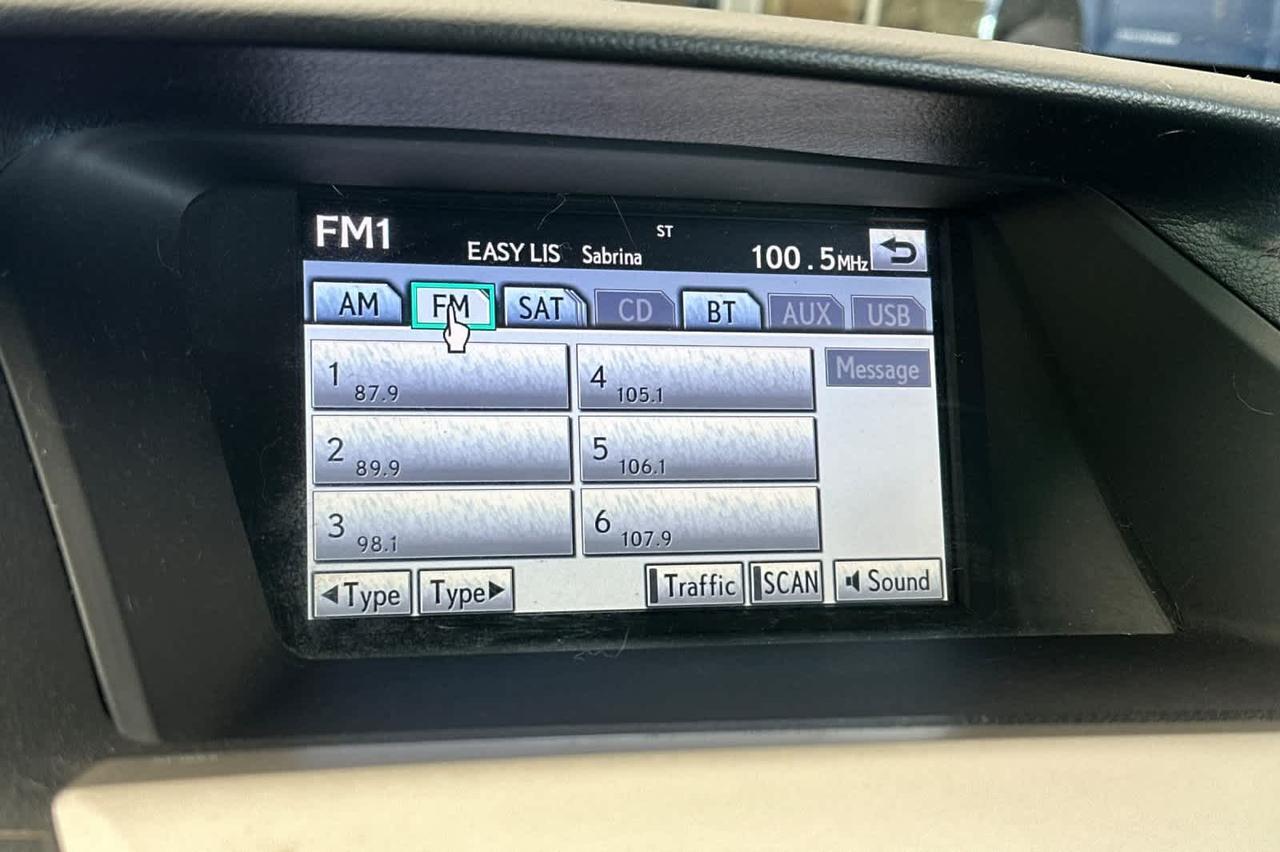 FM1
ST
EASY LIS Sabrina 100.5MHz
AM FM SAT CD BT AUX USB
1 87.9 4 105.1 Message
2 89.9 5 106.1
3 98.1 6 107.9
Type Type Traffic SCAN Sound